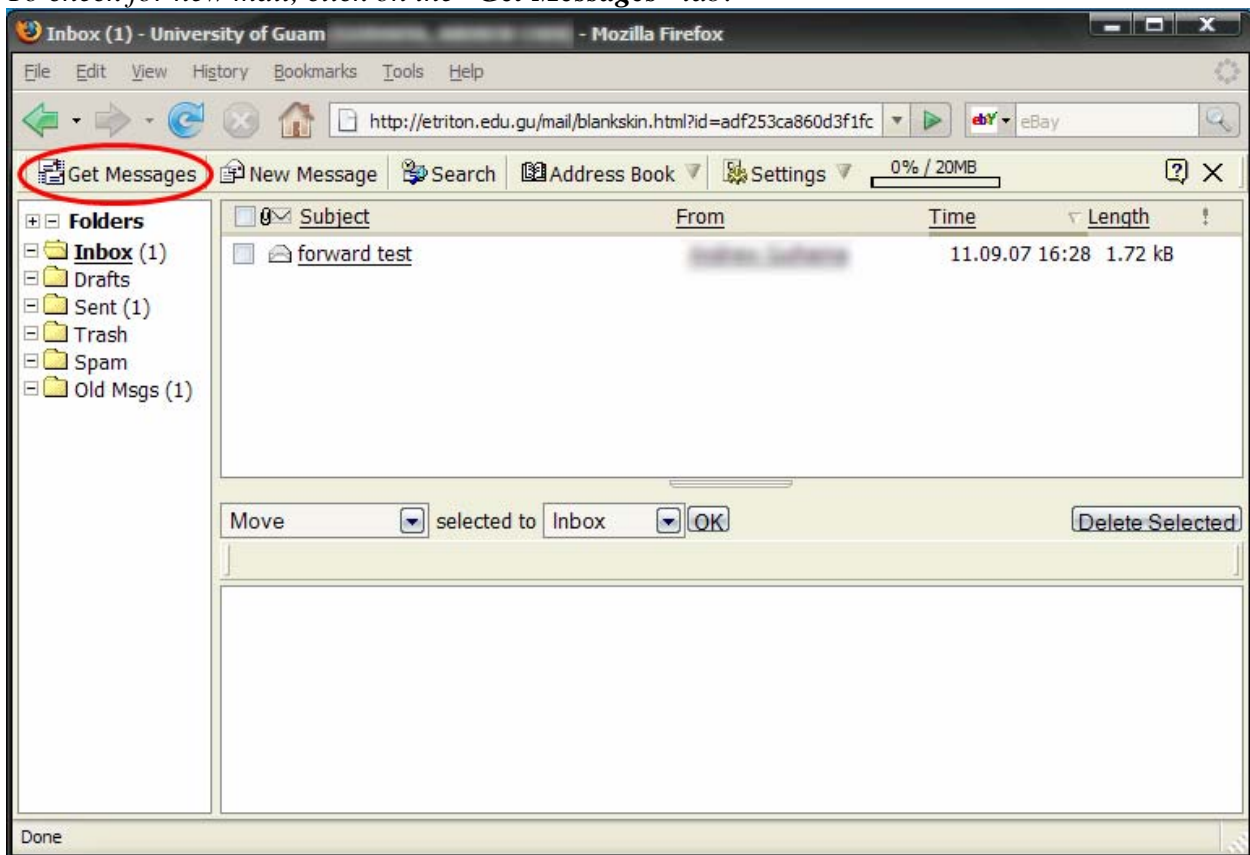 To check for new mail, click on the "Get Messages" tab.
Inbox (1) - University of Guam - Mozilla Firefox
File Edit View History Bookmarks Tools Help
http://etriton.edu.gu/mail/blankskin.html?id=adf253ca860d3f1fc ebY eBay
Get Messages New Message Search Address Book Settings 0% / 20MB
Folders Subject From Time Length !
Inbox (1) forward test 11.09.07 16:28 1.72 kB
Drafts
Sent (1)
Trash
Spam
Old Msgs (1)
Move selected to Inbox OK Delete Selected
Done